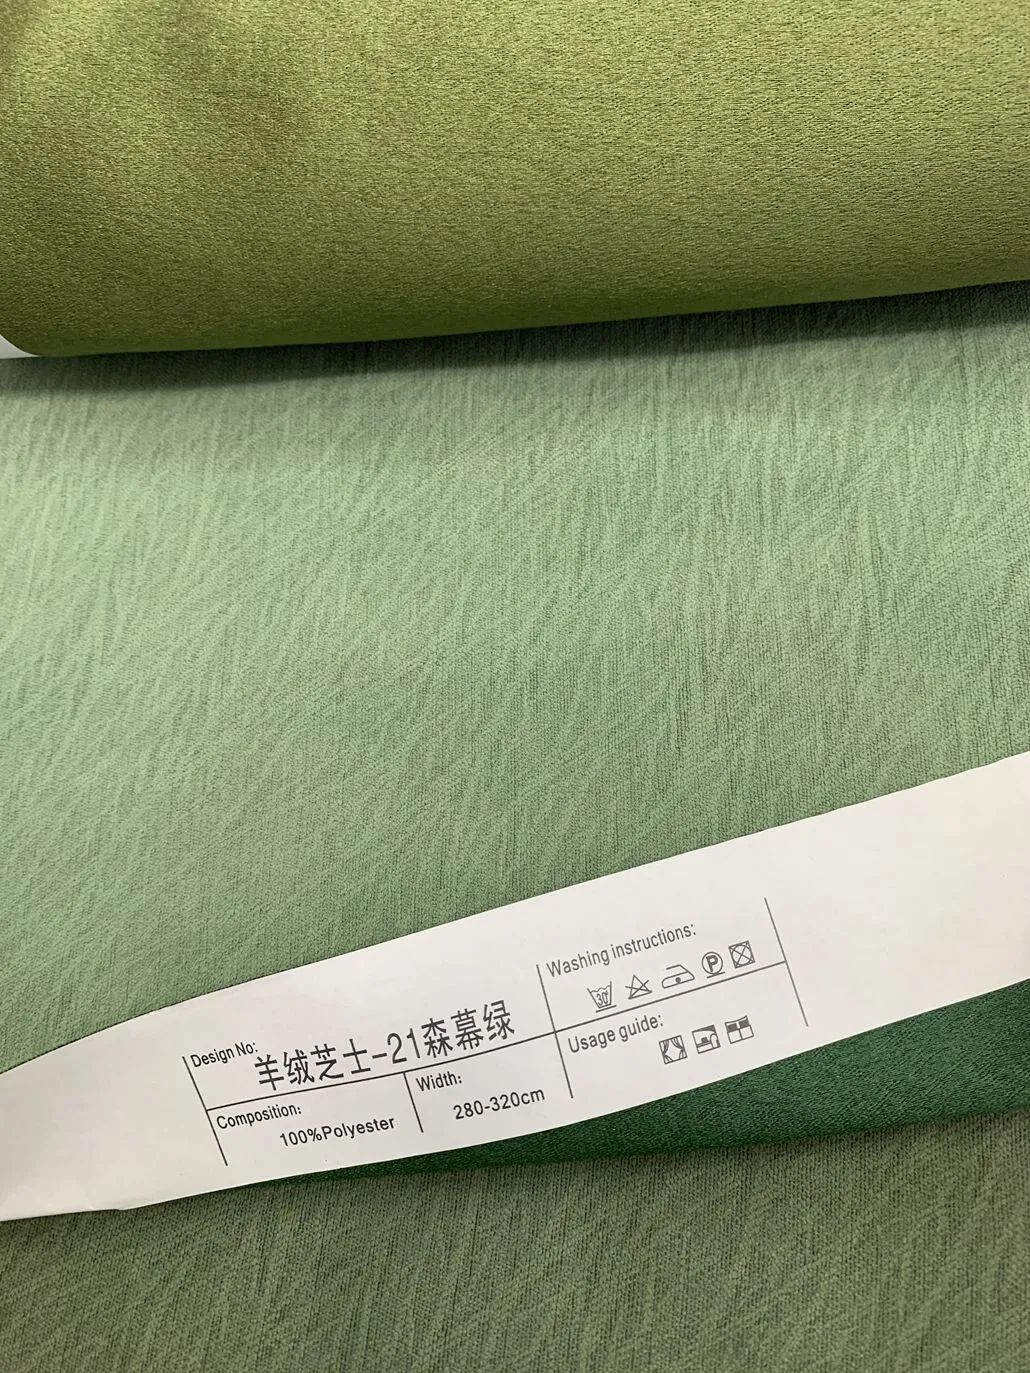 Design No:
羊绒芝士-21森幕绿
Composition:
100%Polyester
Width:
280-320cm
Washing instructions:
30°
P
Usage guide: